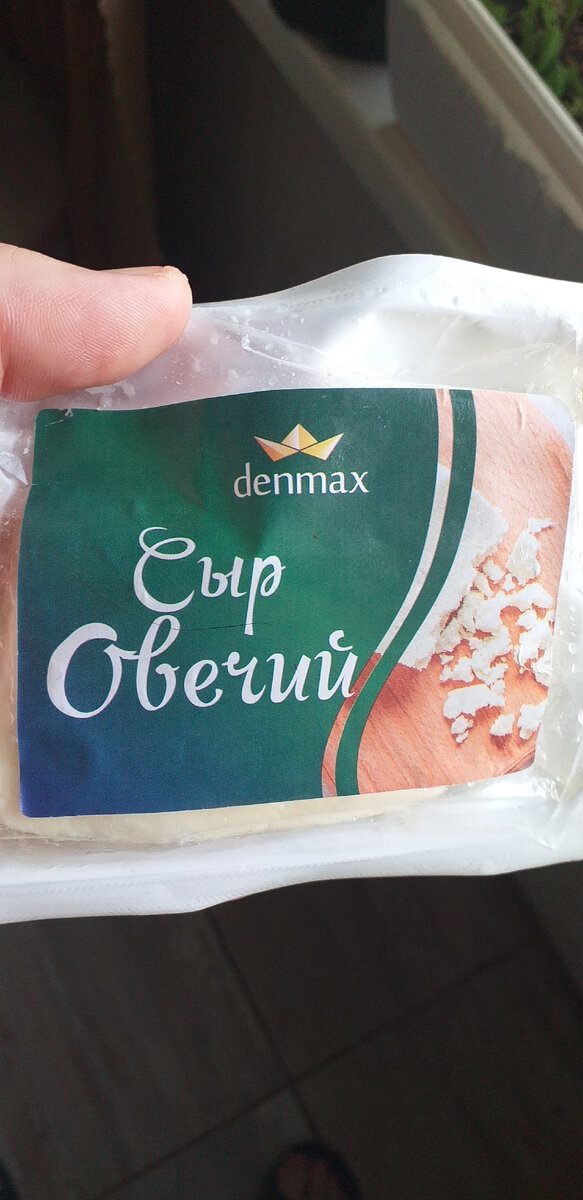 denmax
Сыр
Овечий